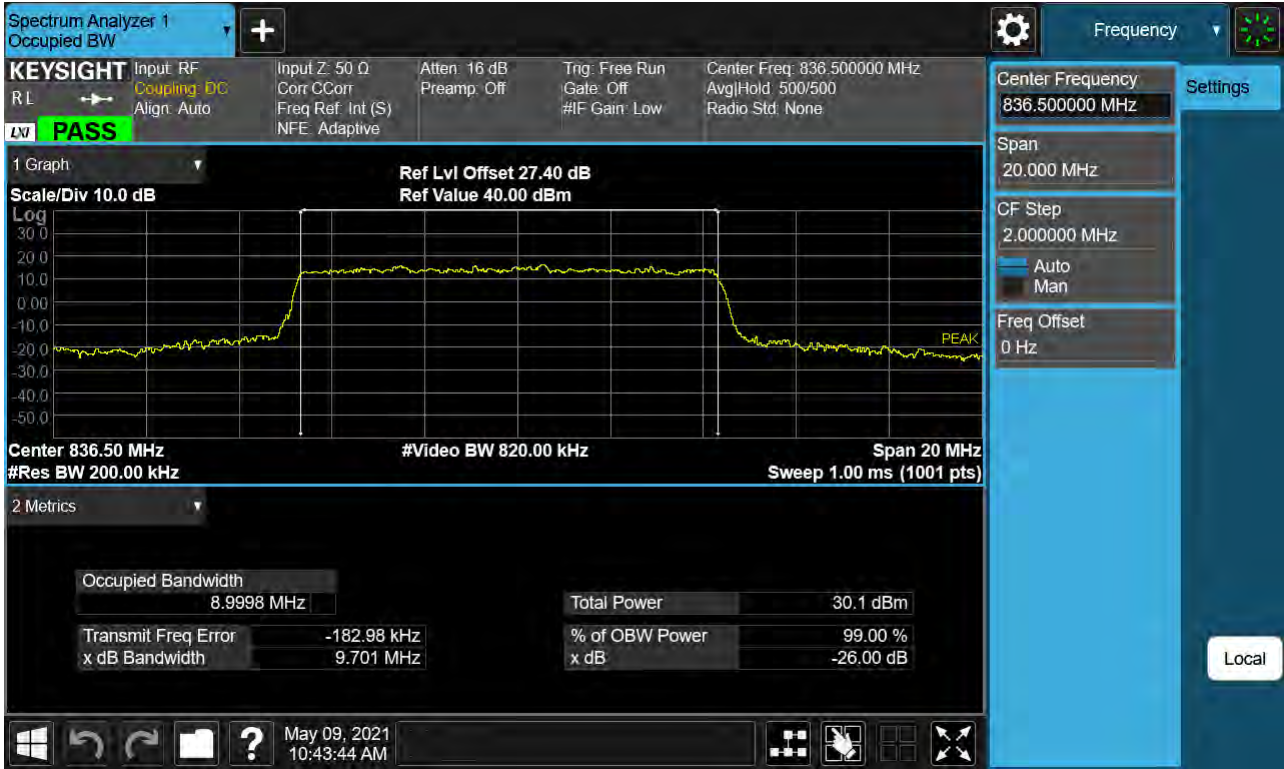 Spectrum Analyzer 1
Occupied BW
+
Frequency
KEYSIGHT
RL
LXI PASS
Input: RF
Coupling: DC
Align: Auto
Input Z: 50 Ω
Corr CCorr
Freq Ref: Int (S)
NFE: Adaptive
Atten: 16 dB
Preamp: Off
Trig: Free Run
Gate: Off
#IF Gain: Low
Center Freq: 836.500000 MHz
Avg|Hold: 500/500
Radio Std: None
Center Frequency
836.500000 MHz
Settings
Span
20.000 MHz
CF Step
2.000000 MHz
Auto
Man
Freq Offset
0 Hz
Local
1 Graph
Scale/Div 10.0 dB
Ref Lvl Offset 27.40 dB
Ref Value 40.00 dBm
Log
30.0
20.0
10.0
0.00
-10.0
-20.0
-30.0
-40.0
-50.0
PEAK
Center 836.50 MHz
#Video BW 820.00 kHz
Span 20 MHz
#Res BW 200.00 kHz
Sweep 1.00 ms (1001 pts)
2 Metrics
Occupied Bandwidth
8.9998 MHz
Total Power 30.1 dBm
Transmit Freq Error -182.98 kHz
% of OBW Power 99.00 %
x dB Bandwidth 9.701 MHz
x dB -26.00 dB
?
May 09, 2021
10:43:44 AM